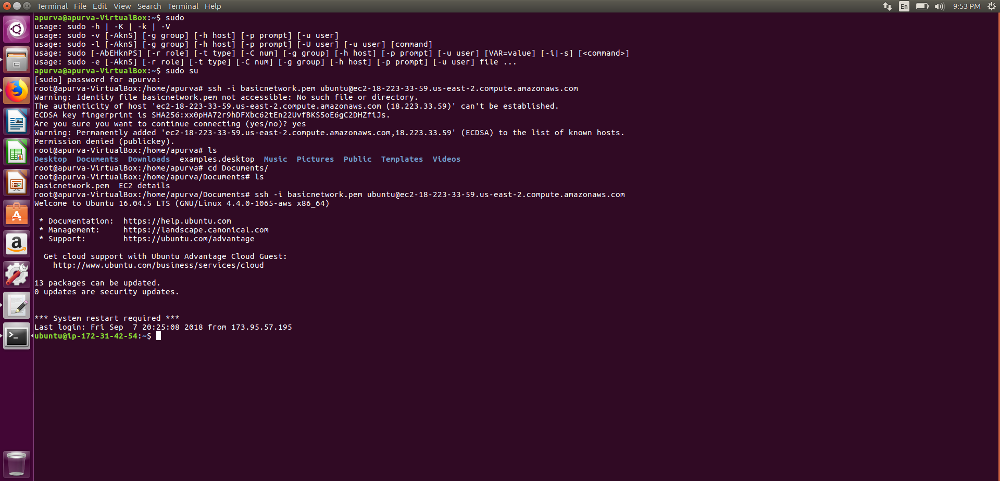 Terminal File Edit View Search Terminal Help En 9:53 PM
apurva@apurva-VirtualBox:~$ sudo
usage: sudo -h | -K | -k | -V
usage: sudo -v [-AknS] [-g group] [-h host] [-p prompt] [-u user]
usage: sudo -l [-AknS] [-g group] [-h host] [-p prompt] [-U user] [-u user] [command]
usage: sudo [-AbEHknPS] [-r role] [-t type] [-C num] [-g group] [-h host] [-p prompt] [-u user] [VAR=value] [-i|-s] [<command>]
usage: sudo -e [-AknS] [-r role] [-t type] [-C num] [-g group] [-h host] [-p prompt] [-u user] file ...
apurva@apurva-VirtualBox:~$ sudo su
[sudo] password for apurva:
root@apurva-VirtualBox:/home/apurva# ssh -i basicnetwork.pem ubuntu@ec2-18-223-33-59.us-east-2.compute.amazonaws.com
Warning: Identity file basicnetwork.pem not accessible: No such file or directory.
The authenticity of host 'ec2-18-223-33-59.us-east-2.compute.amazonaws.com (18.223.33.59)' can't be established.
ECDSA key fingerprint is SHA256:xx0pHA72r9hDFXbc62tEn22UvfBKS5oE6gC2DHZfiJs.
Are you sure you want to continue connecting (yes/no)? yes
Warning: Permanently added 'ec2-18-223-33-59.us-east-2.compute.amazonaws.com,18.223.33.59' (ECDSA) to the list of known hosts.
Permission denied (publickey).
root@apurva-VirtualBox:/home/apurva# ls
Desktop  Documents  Downloads  examples.desktop  Music  Pictures  Public  Templates  Videos
root@apurva-VirtualBox:/home/apurva# cd Documents/
root@apurva-VirtualBox:/home/apurva/Documents# ls
basicnetwork.pem  EC2 details
root@apurva-VirtualBox:/home/apurva/Documents# ssh -i basicnetwork.pem ubuntu@ec2-18-223-33-59.us-east-2.compute.amazonaws.com
Welcome to Ubuntu 16.04.5 LTS (GNU/Linux 4.4.0-1065-aws x86_64)
* Documentation:  https://help.ubuntu.com
* Management:     https://landscape.canonical.com
* Support:        https://ubuntu.com/advantage
Get cloud support with Ubuntu Advantage Cloud Guest:
http://www.ubuntu.com/business/services/cloud
13 packages can be updated.
0 updates are security updates.
*** System restart required ***
Last login: Fri Sep  7 20:25:08 2018 from 173.95.57.195
ubuntu@ip-172-31-42-54:~$